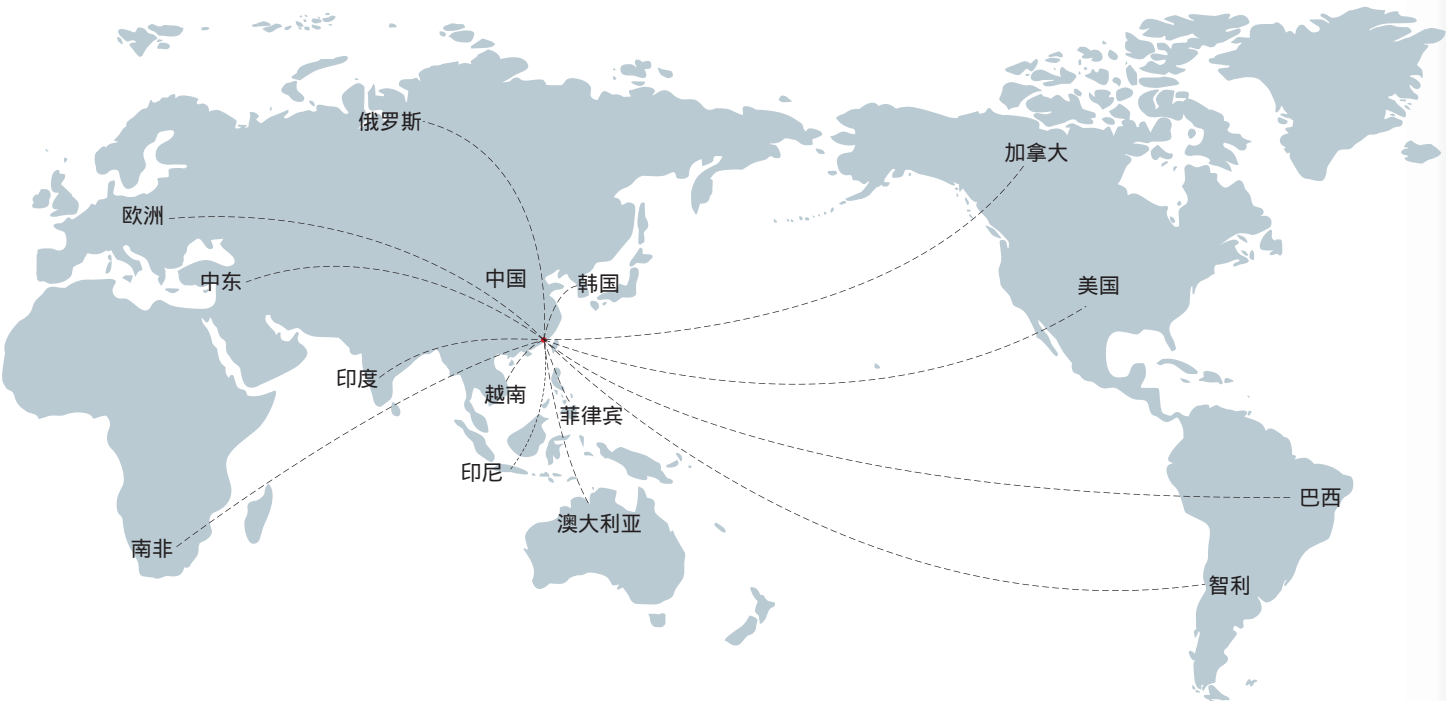 俄罗斯
加拿大
欧洲
中东
中国
韩国
美国
印度
越南
菲律宾
印尼
巴西
澳大利亚
南非
智利